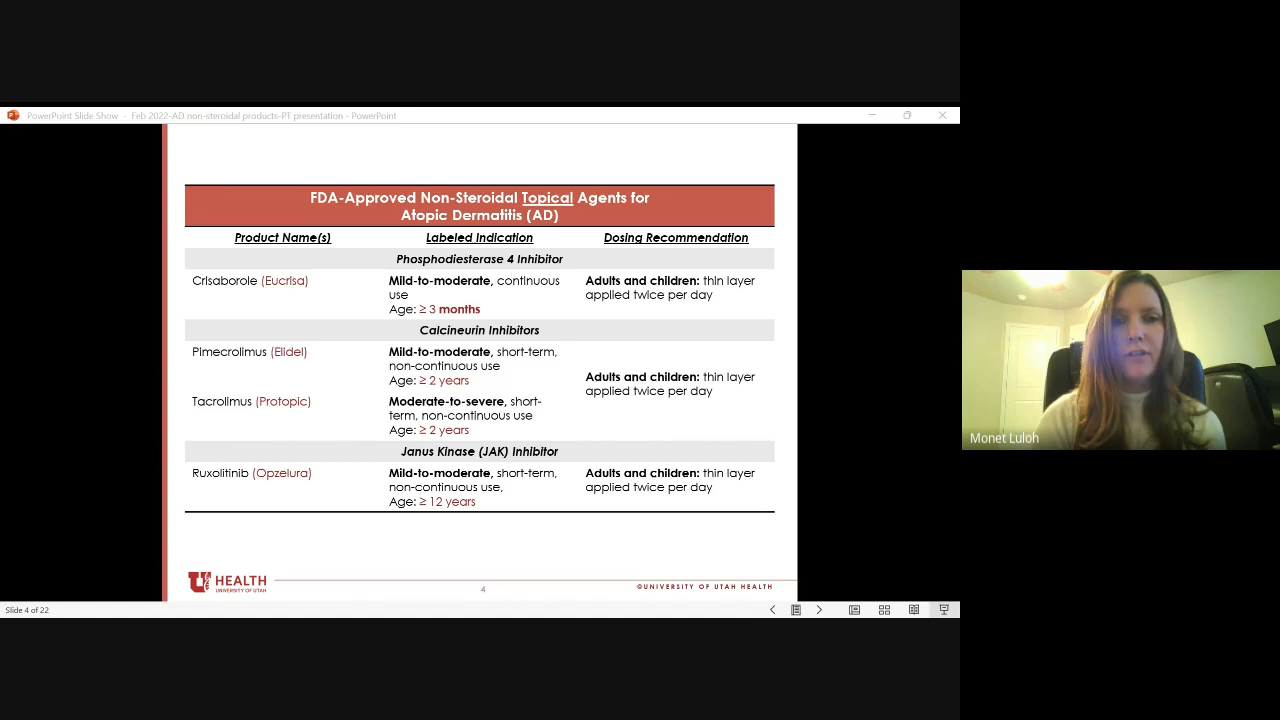 PowerPoint Slide Show - Feb 2022-AD non-steroidal products-PT presentation - PowerPoint
FDA-Approved Non-Steroidal Topical Agents for
Atopic Dermatitis (AD)
Product Name(s) Labeled Indication Dosing Recommendation
Phosphodiesterase 4 Inhibitor
Crisaborole (Eucrisa) Mild-to-moderate, continuous Adults and children: thin layer
use applied twice per day
Age: ≥ 3 months
Calcineurin Inhibitors
Pimecrolimus (Elidel) Mild-to-moderate, short-term,
non-continuous use
Adults and children: thin layer
Age: ≥ 2 years
applied twice per day
Tacrolimus (Protopic) Moderate-to-severe, short-
term, non-continuous use
Age: ≥ 2 years
Janus Kinase (JAK) Inhibitor
Ruxolitinib (Opzelura) Mild-to-moderate, short-term, Adults and children: thin layer
non-continuous use, applied twice per day
Age: ≥ 12 years
U HEALTH
UNIVERSITY OF UTAH
4
©UNIVERSITY OF UTAH HEALTH
Slide 4 of 22
Monet Luloh